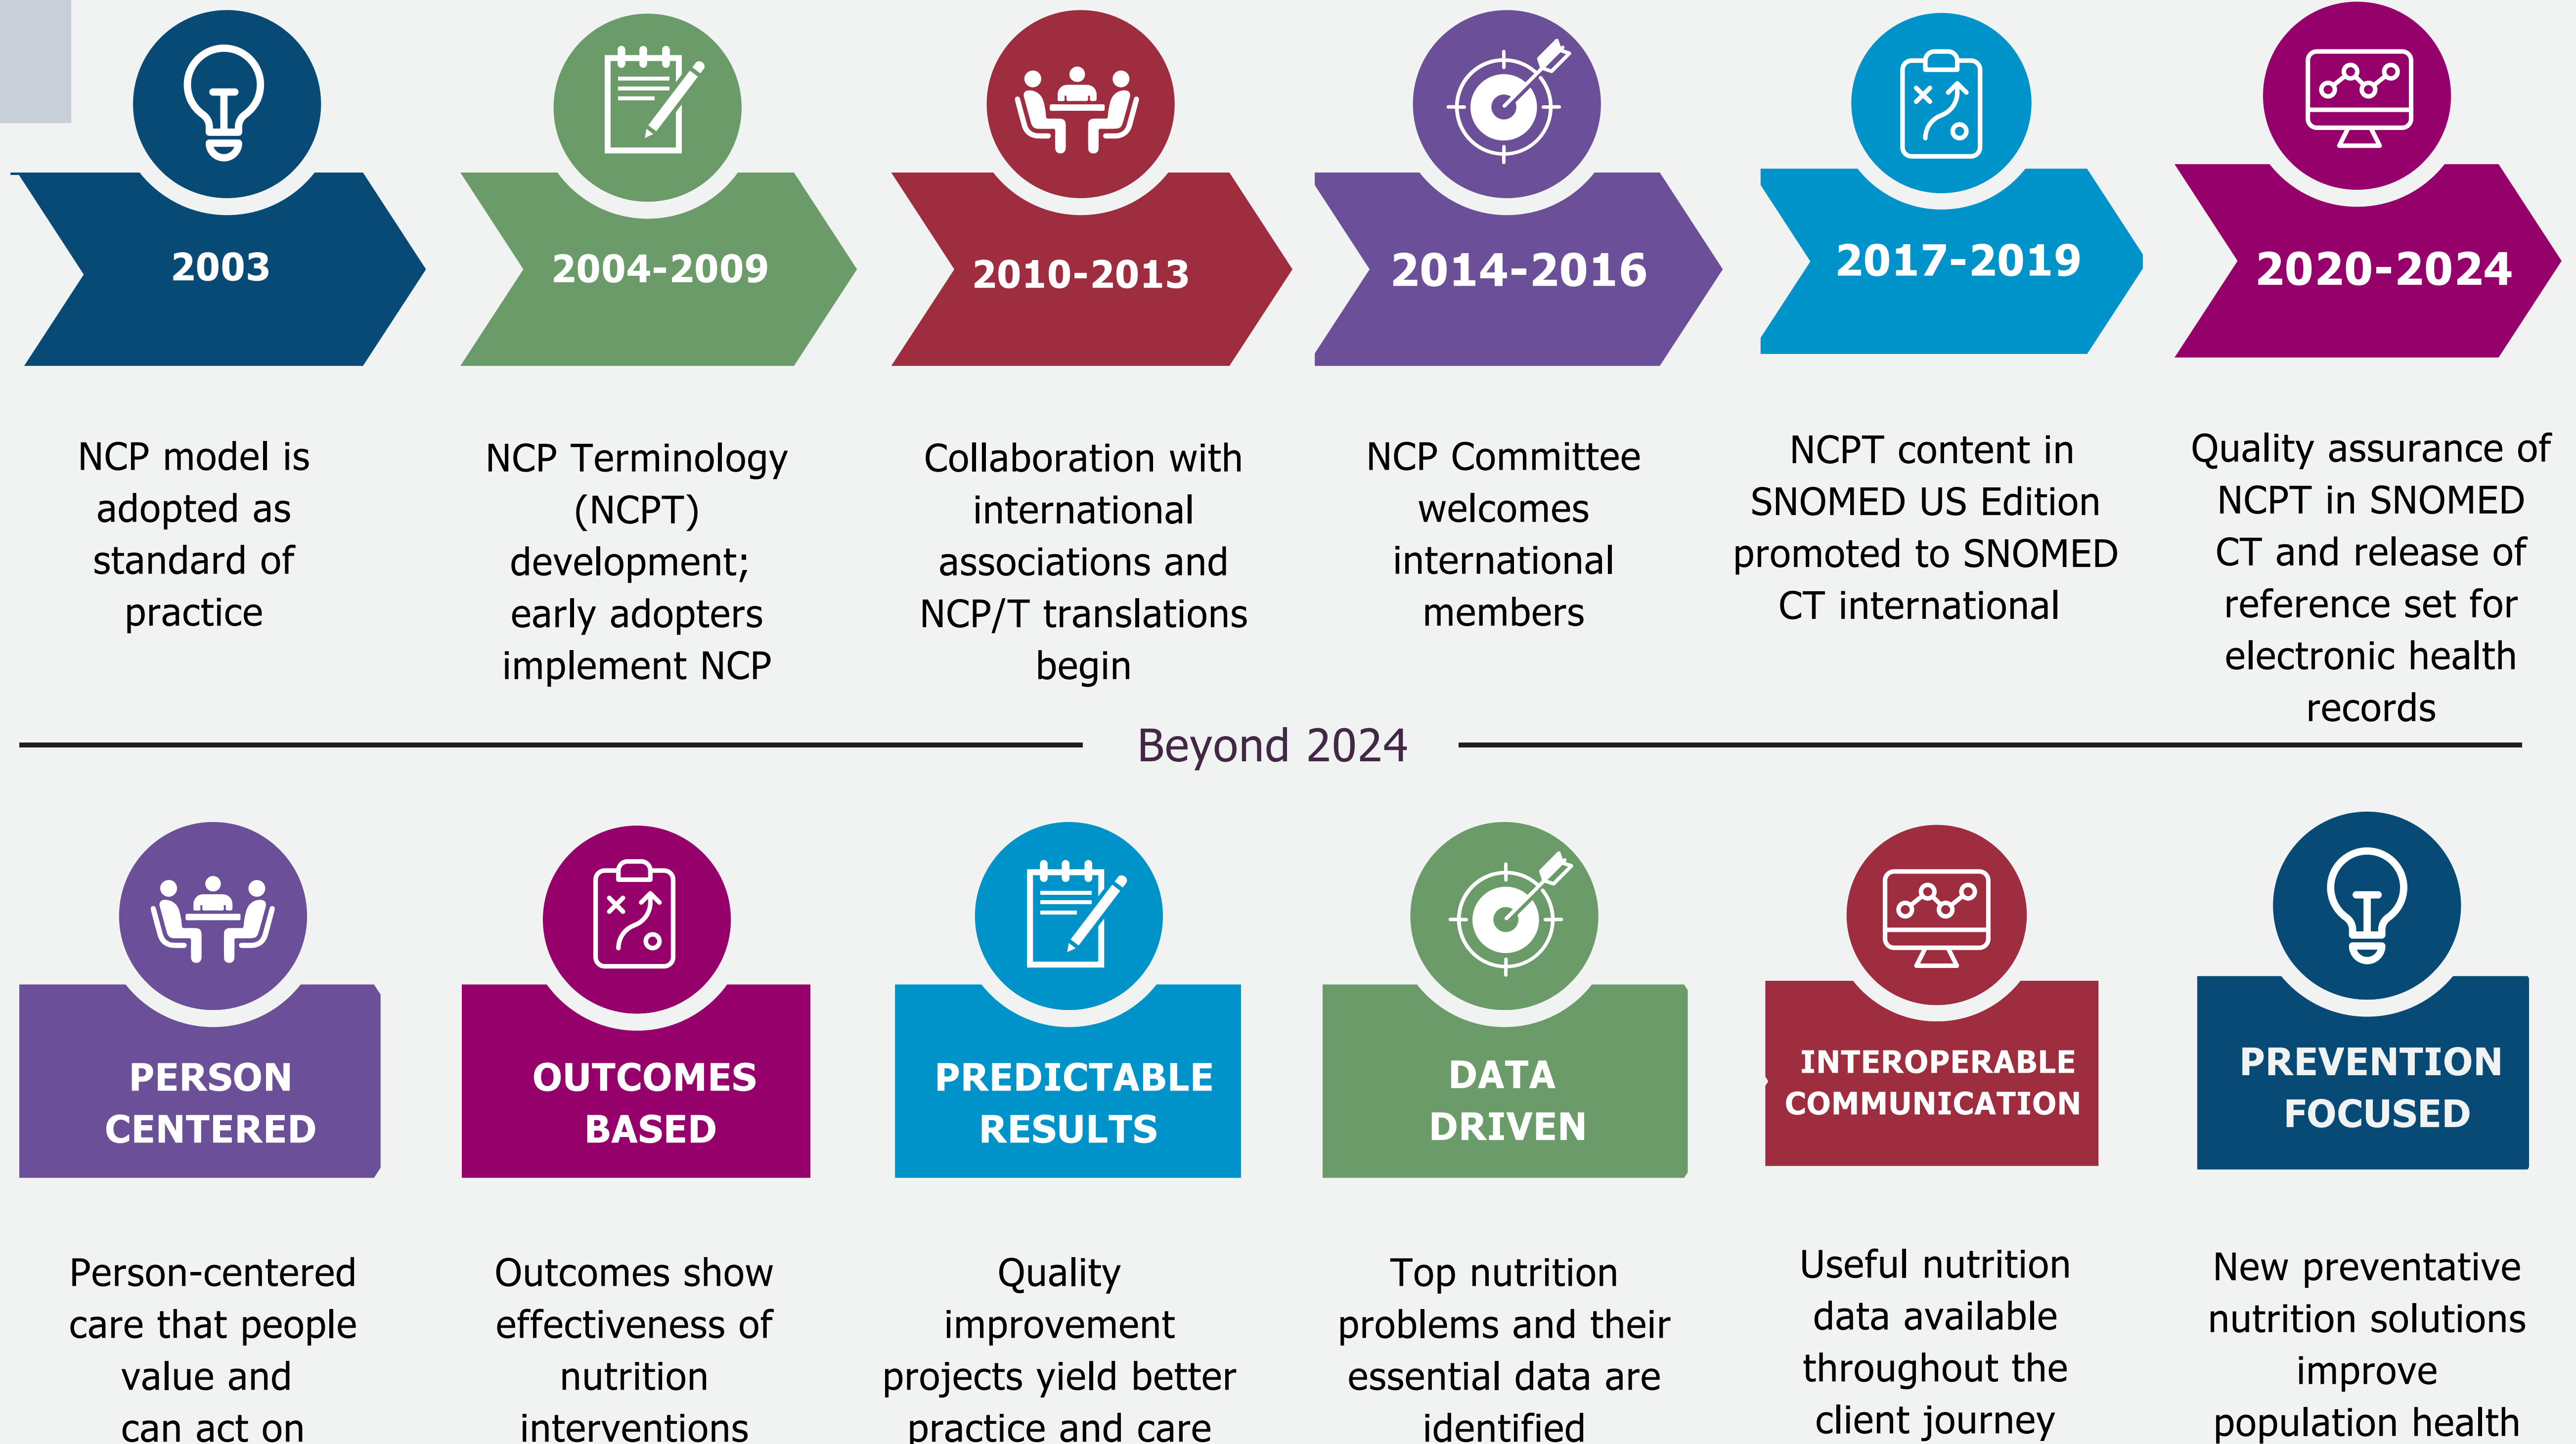 2003
2004-2009
2010-2013
2014-2016
2017-2019
2020-2024
NCP model is
adopted as
standard of
practice
NCP Terminology
(NCPT)
development;
early adopters
implement NCP
Collaboration with
international
associations and
NCP/T translations
begin
NCP Committee
welcomes
international
members
NCPT content in
SNOMED US Edition
promoted to SNOMED
CT international
Quality assurance of
NCPT in SNOMED
CT and release of
reference set for
electronic health
records
Beyond 2024
PERSON
CENTERED
OUTCOMES
BASED
PREDICTABLE
RESULTS
DATA
DRIVEN
INTEROPERABLE
COMMUNICATION
PREVENTION
FOCUSED
Person-centered
care that people
value and
can act on
Outcomes show
effectiveness of
nutrition
interventions
Quality
improvement
projects yield better
practice and care
Top nutrition
problems and their
essential data are
identified
Useful nutrition
data available
throughout the
client journey
New preventative
nutrition solutions
improve
population health